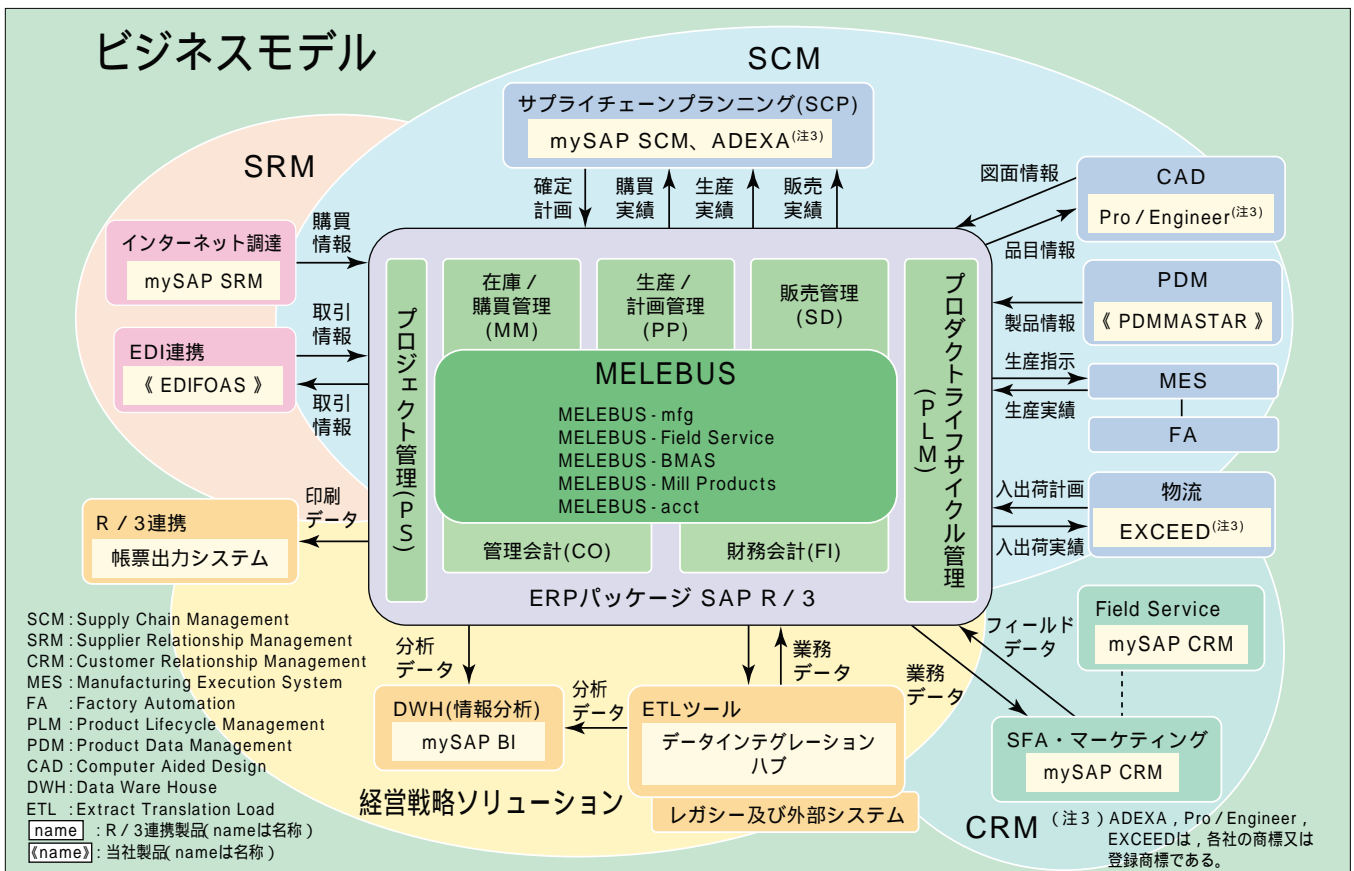 ビジネスモデル
SCM
サプライチェーンプランニング(SCP)
mySAP SCM、ADEXA(注3)
SRM
確定
計画
購買
実績
生産
実績
販売
実績
図面情報
CAD
Pro / Engineer(注3)
品目情報
インターネット調達
mySAP SRM
購買
情報
取引
情報
EDI連携
《 EDIFOAS 》
取引
情報
PDM
《 PDMMASTAR 》
製品情報
生産指示
MES
生産実績
FA
入出荷計画
物流
EXCEED(注3)
入出荷実績
プロジェクト管理(PS)
在庫 /
購買管理
(MM)
生産 /
計画管理
(PP)
販売管理
(SD)
プロダクトライフサイクル管理
(PLM)
MELEBUS
MELEBUS - mfg
MELEBUS - Field Service
MELEBUS - BMAS
MELEBUS - Mill Products
MELEBUS - acct
管理会計(CO)
財務会計(FI)
ERPパッケージ SAP R / 3
印刷
データ
R / 3連携
帳票出力システム
SCM : Supply Chain Management
SRM : Supplier Relationship Management
CRM : Customer Relationship Management
MES : Manufacturing Execution System
FA : Factory Automation
PLM : Product Lifecycle Management
PDM : Product Data Management
CAD : Computer Aided Design
DWH : Data Ware House
ETL : Extract Translation Load
name : R / 3連携製品( nameは名称 )
《name》 : 当社製品( nameは名称 )
分析
データ
DWH(情報分析)
mySAP BI
分析
データ
業務
データ
ETLツール
データインテグレーション
ハブ
レガシー及び外部システム
経営戦略ソリューション
フィールド
データ
業務
データ
Field Service
mySAP CRM
SFA・マーケティング
mySAP CRM
CRM
(注3 ) ADEXA , Pro / Engineer ,
EXCEEDは , 各社の商標又は
登録商標である。